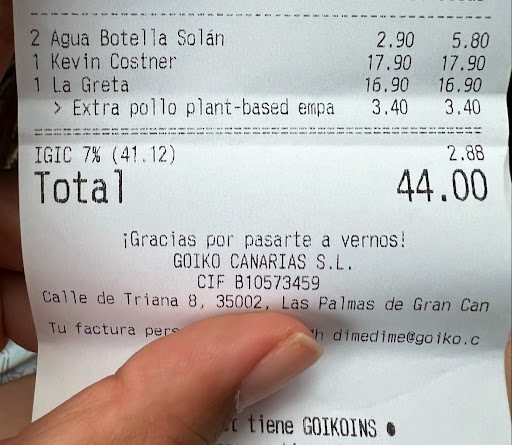 2 Agua Botella Solán 2.90 5.80
1 Kevin Costner 17.90 17.90
1 La Greta 16.90 16.90
> Extra pollo plant-based empa 3.40 3.40
IGIC 7% (41.12) 2.88
Total 44.00
¡Gracias por pasarte a vernos!
GOIKO CANARIAS S.L.
CIF B10573459
Calle de Triana 8, 35002, Las Palmas de Gran Can
Tu factura dimedime@goiko.c
tiene GOIKOINS